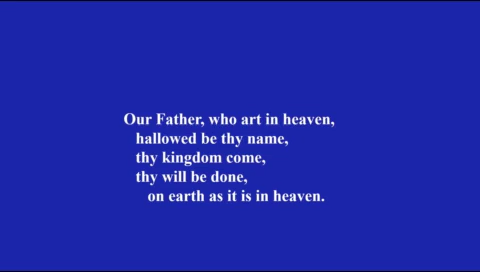 Our Father, who art in heaven,
hallowed be thy name,
thy kingdom come,
thy will be done,
on earth as it is in heaven.